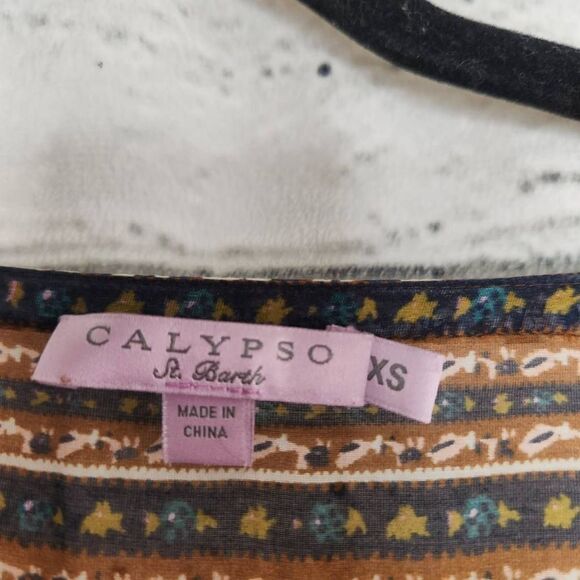 CALYPSO
St. Barth
XS
MADE IN
CHINA